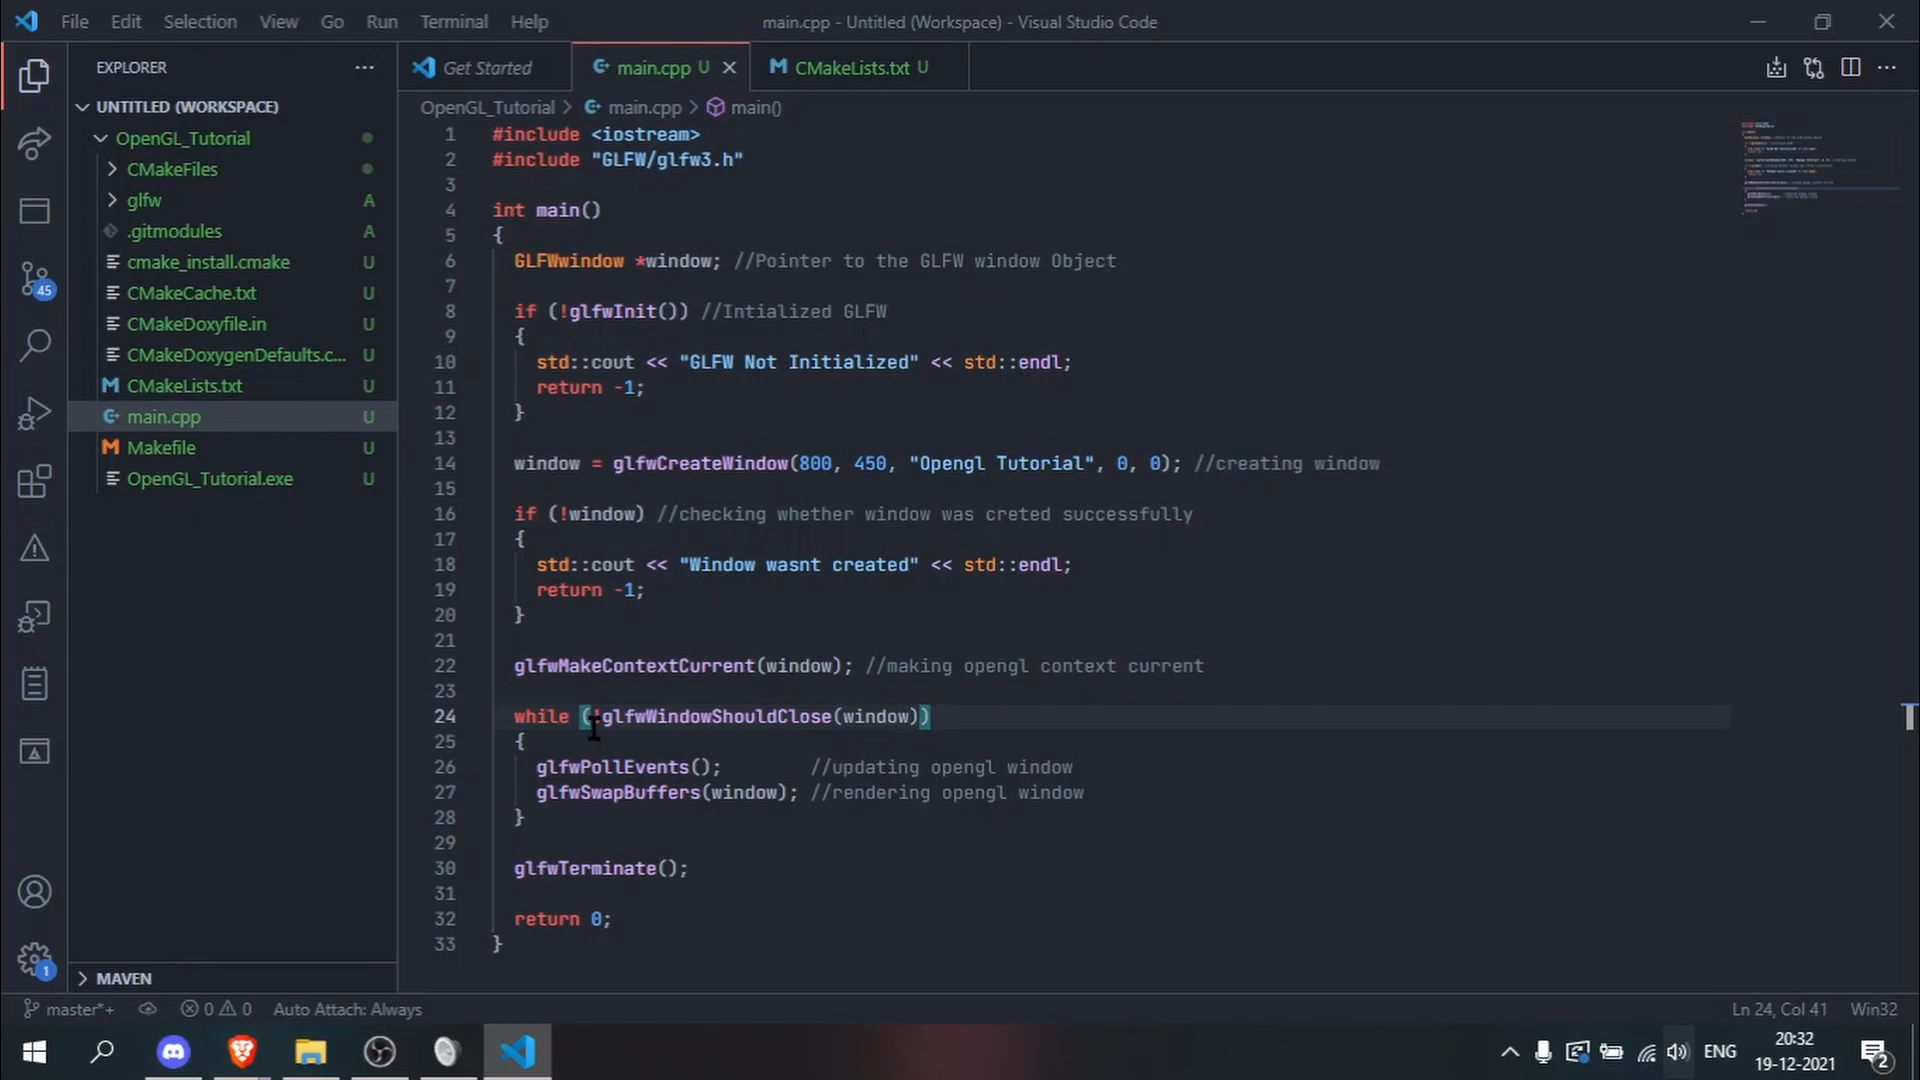 File Edit Selection View Go Run Terminal Help
main.cpp - Untitled (Workspace) - Visual Studio Code
EXPLORER
UNTITLED (WORKSPACE)
OpenGL_Tutorial
CMakeFiles
glfw A
.gitmodules A
cmake_install.cmake U
CMakeCache.txt U
CMakeDoxyfile.in U
CMakeDoxygenDefaults.c... U
CMakeLists.txt U
main.cpp U
Makefile U
OpenGL_Tutorial.exe U
MAVEN
45
1
Get Started
main.cpp U
CMakeLists.txt U
OpenGL_Tutorial > main.cpp > main()
1 #include <iostream>
2 #include "GLFW/glfw3.h"
3
4 int main()
5 {
6 GLFWwindow *window; //Pointer to the GLFW window Object
7
8 if (!glfwInit()) //Intialized GLFW
9 {
10 std::cout << "GLFW Not Initialized" << std::endl;
11 return -1;
12 }
13
14 window = glfwCreateWindow(800, 450, "Opengl Tutorial", 0, 0); //creating window
15
16 if (!window) //checking whether window was creted successfully
17 {
18 std::cout << "Window wasnt created" << std::endl;
19 return -1;
20 }
21
22 glfwMakeContextCurrent(window); //making opengl context current
23
24 while (!glfwWindowShouldClose(window))
25 {
26 glfwPollEvents(); //updating opengl window
27 glfwSwapBuffers(window); //rendering opengl window
28 }
29
30 glfwTerminate();
31
32 return 0;
33 }
master*+ 0 0 Auto Attach: Always
Ln 24, Col 41 Win32
ENG
20:32
19-12-2021
2